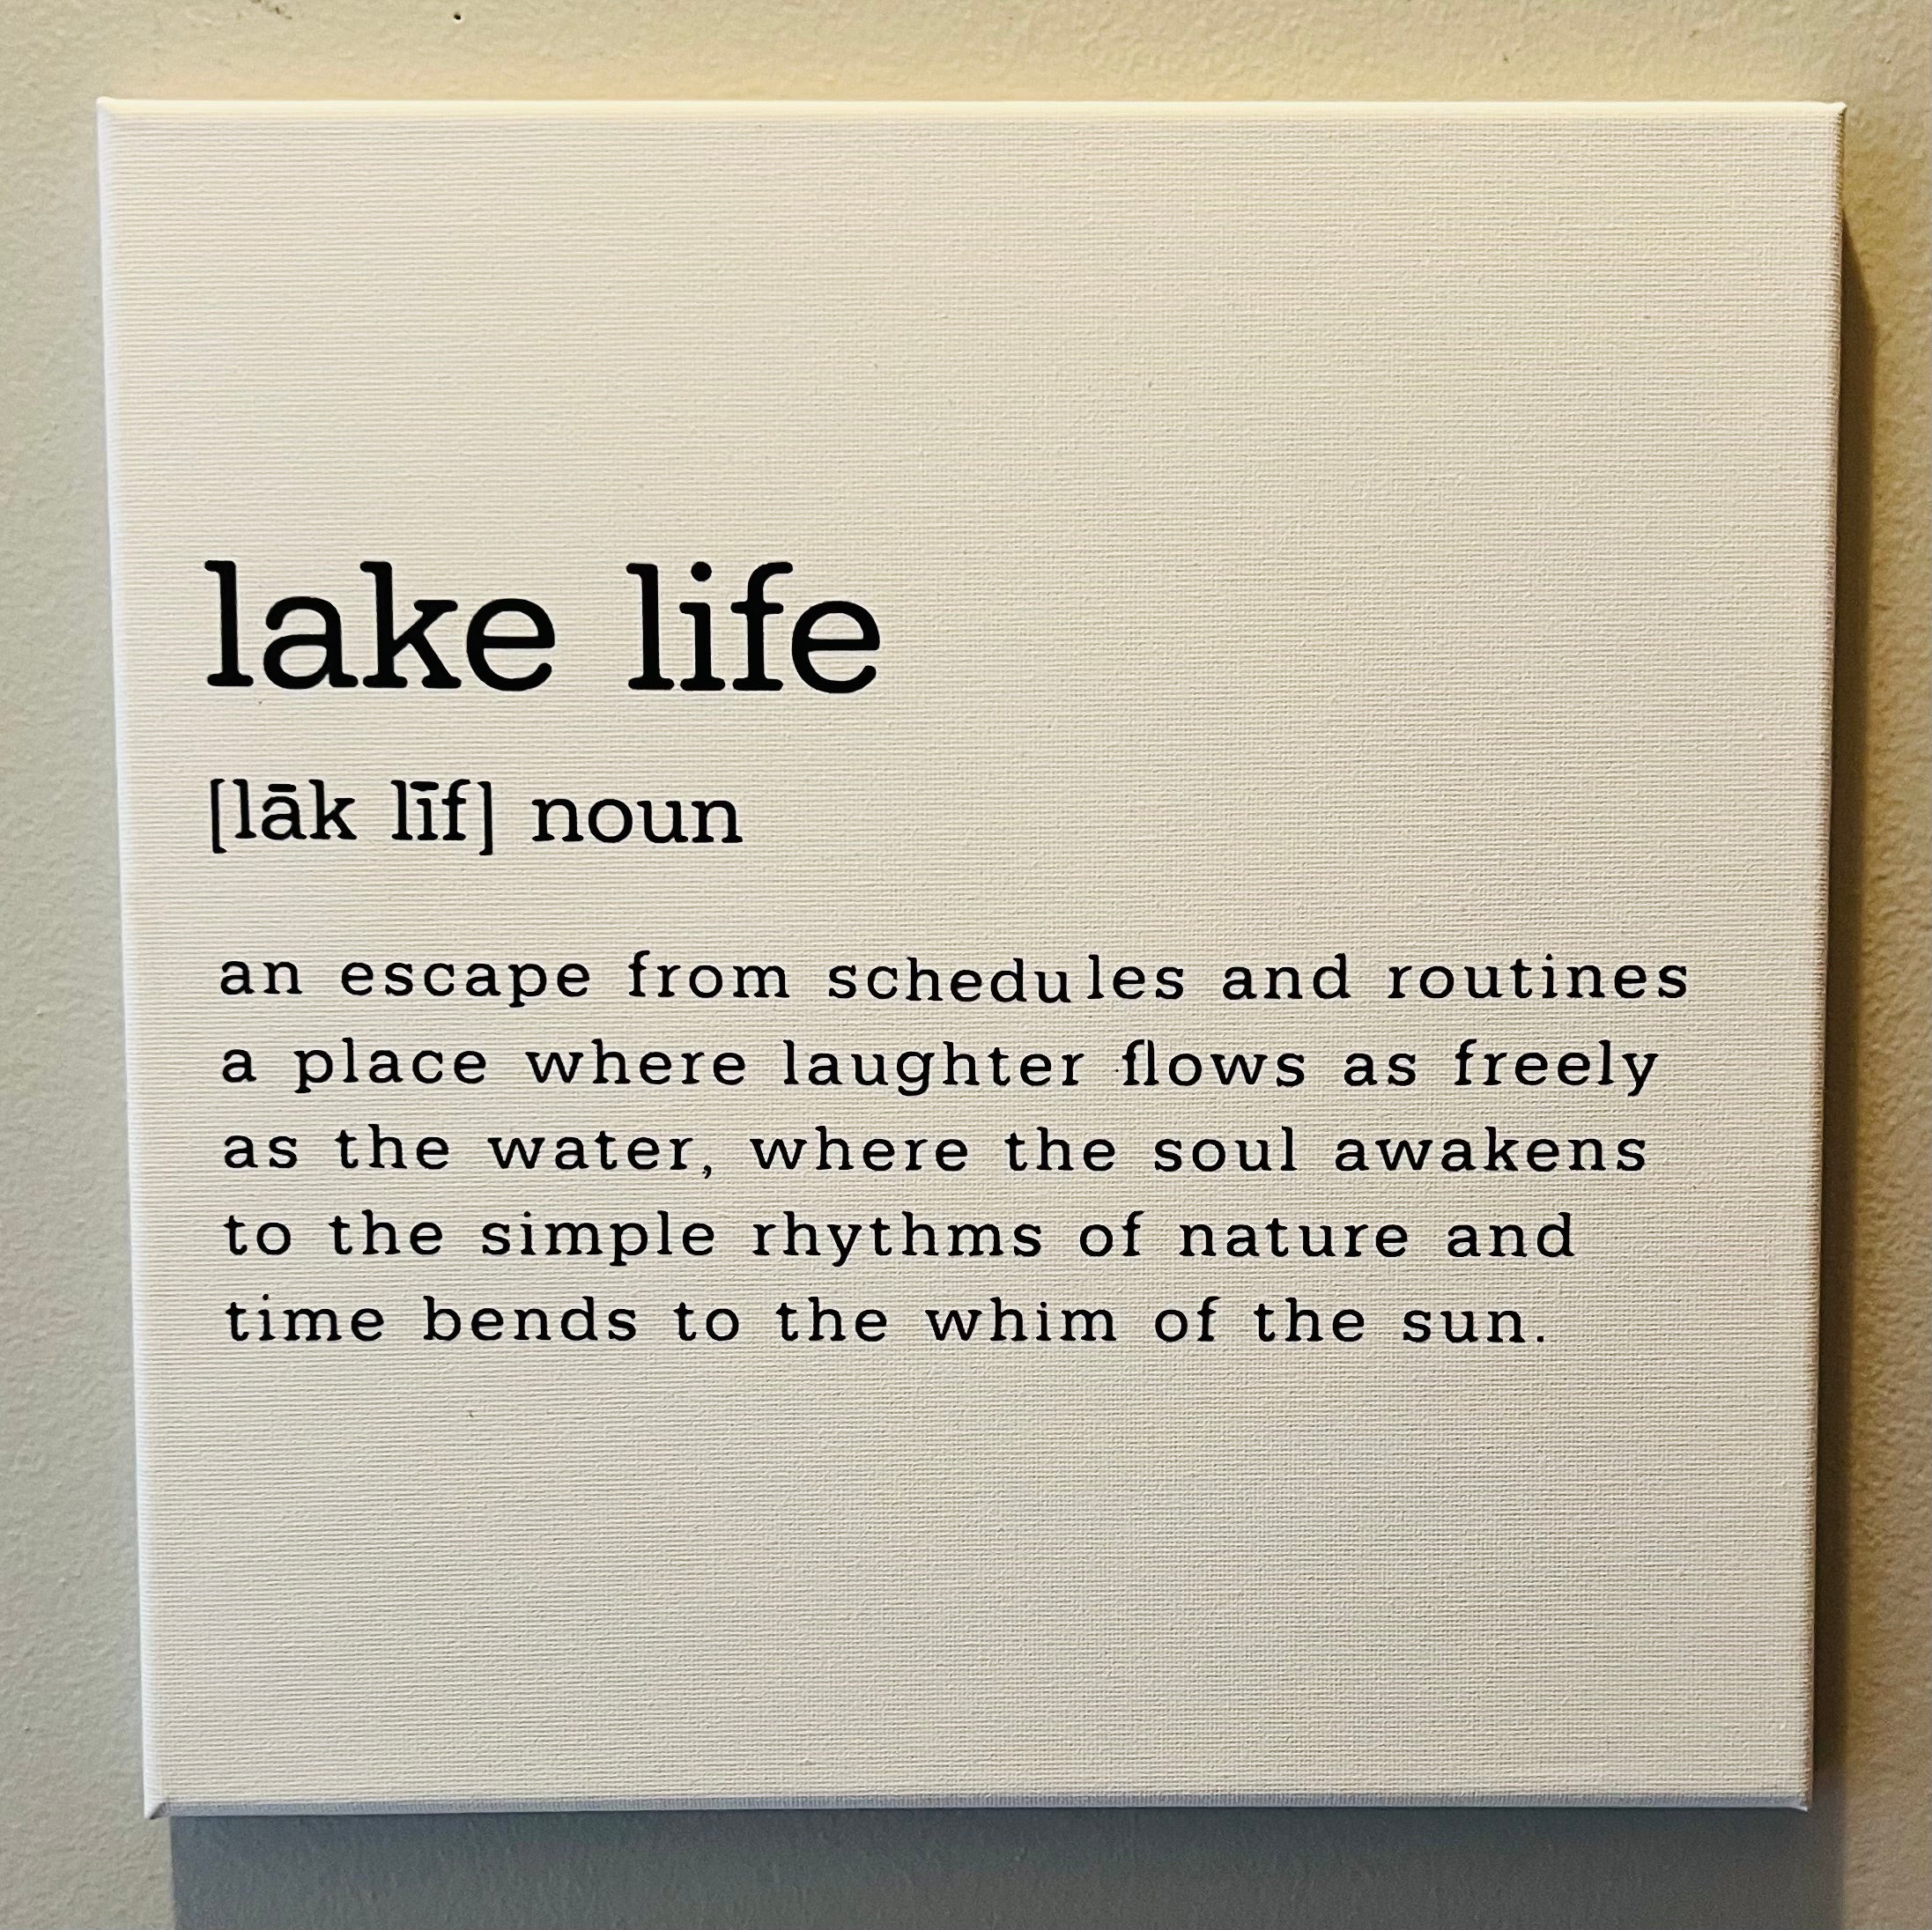 lake life
[lāk līf] noun
an escape from schedules and routines
a place where laughter flows as freely
as the water, where the soul awakens
to the simple rhythms of nature and
time bends to the whim of the sun.